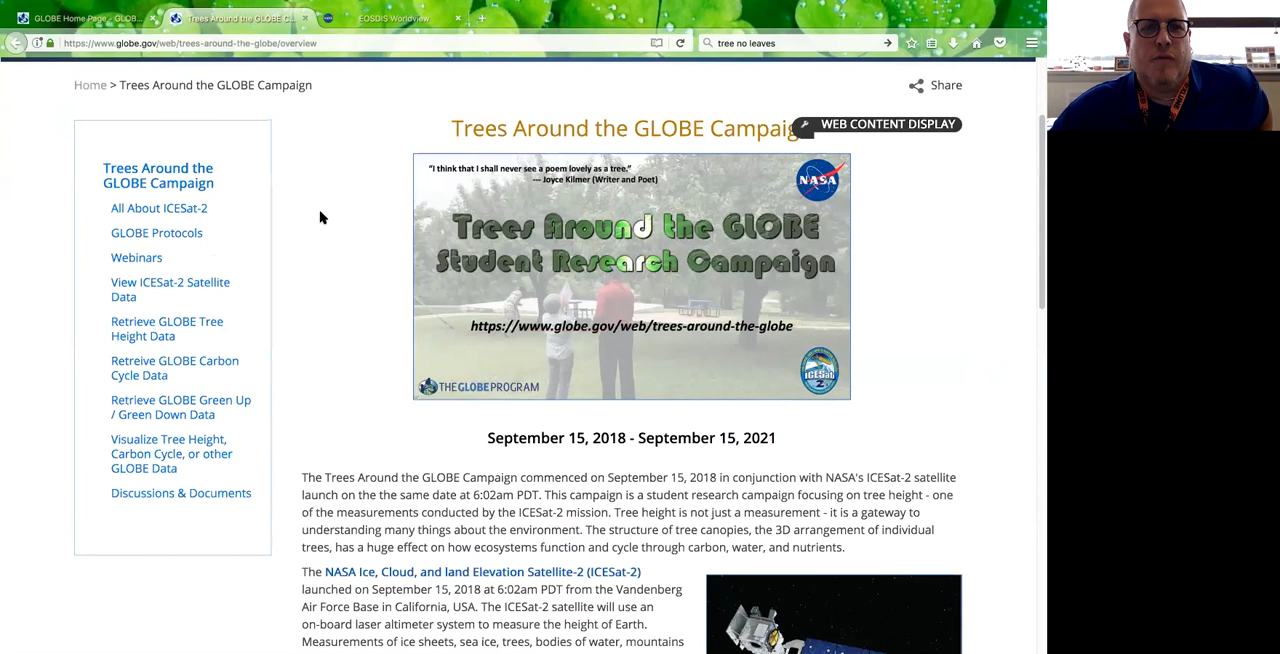 GLOBE Home Page - GLOB...
Trees Around the GLOBE C...
EOSDIS Worldview
https://www.globe.gov/web/trees-around-the-globe/overview
tree no leaves
Home > Trees Around the GLOBE Campaign
Share
Trees Around the
GLOBE Campaign
All About ICESat-2
GLOBE Protocols
Webinars
View ICESat-2 Satellite
Data
Retrieve GLOBE Tree
Height Data
Retreive GLOBE Carbon
Cycle Data
Retrieve GLOBE Green Up
/ Green Down Data
Visualize Tree Height,
Carbon Cycle, or other
GLOBE Data
Discussions & Documents
Trees Around the GLOBE Campaig
WEB CONTENT DISPLAY
"I think that I shall never see a poem lovely as a tree."
--- Joyce Kilmer (Writer and Poet)
NASA
Trees Around the GLOBE
Student Research Campaign
https://www.globe.gov/web/trees-around-the-globe
THE GLOBE PROGRAM
ICESat
2
September 15, 2018 - September 15, 2021
The Trees Around the GLOBE Campaign commenced on September 15, 2018 in conjunction with NASA's ICESat-2 satellite
launch on the the same date at 6:02am PDT. This campaign is a student research campaign focusing on tree height - one
of the measurements conducted by the ICESat-2 mission. Tree height is not just a measurement - it is a gateway to
understanding many things about the environment. The structure of tree canopies, the 3D arrangement of individual
trees, has a huge effect on how ecosystems function and cycle through carbon, water, and nutrients.
The NASA Ice, Cloud, and land Elevation Satellite-2 (ICESat-2)
launched on September 15, 2018 at 6:02am PDT from the Vandenberg
Air Force Base in California, USA. The ICESat-2 satellite will use an
on-board laser altimeter system to measure the height of Earth.
Measurements of ice sheets, sea ice, trees, bodies of water, mountains